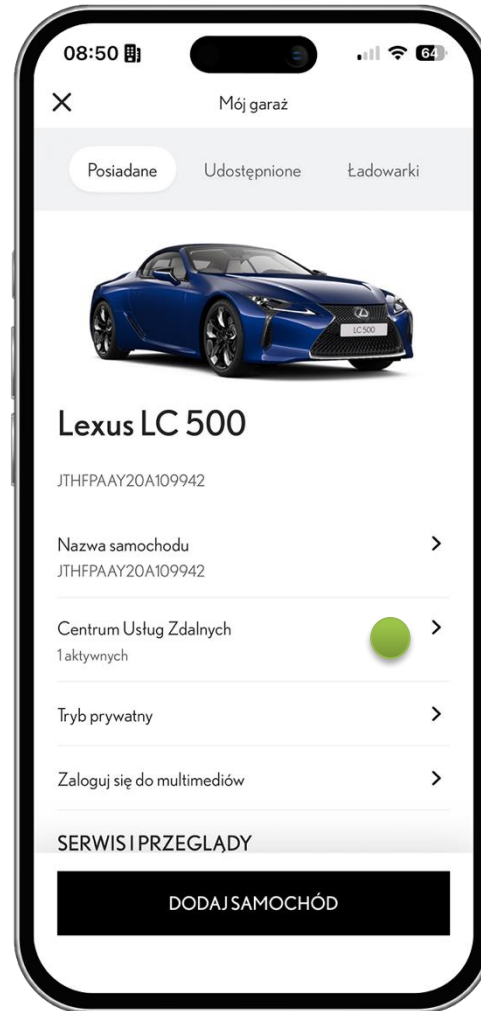 08:50
64
Mój garaż
Posiadane Udostępnione Ładowarki
LC 500
Lexus LC 500
JTHFPAAY20A109942
Nazwa samochodu
JTHFPAAY20A109942
Centrum Usług Zdalnych
1 aktywnych
Tryb prywatny
Zaloguj się do multimediów
SERWIS I PRZEGLĄDY
DODAJ SAMOCHÓD